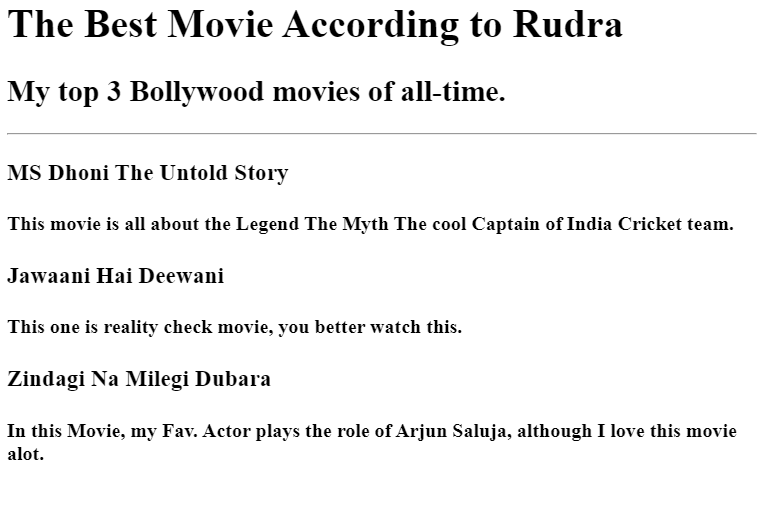 The Best Movie According to Rudra
My top 3 Bollywood movies of all-time.
MS Dhoni The Untold Story
This movie is all about the Legend The Myth The cool Captain of India Cricket team.
Jawaani Hai Deewani
This one is reality check movie, you better watch this.
Zindagi Na Milegi Dubara
In this Movie, my Fav. Actor plays the role of Arjun Saluja, although I love this movie
alot.